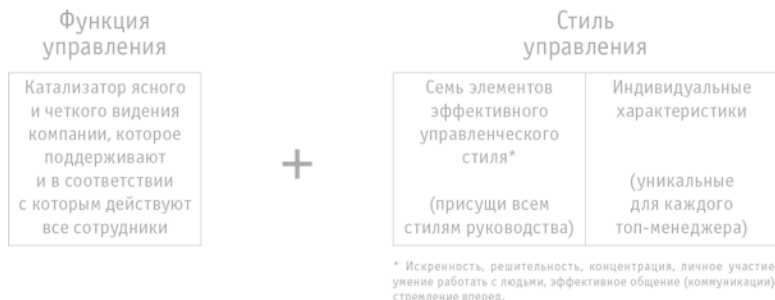 Функция
управления
Стиль
управления
Катализатор ясного
и четкого видения
компании, которое
поддерживают
и в соответствии
с которым действуют
все сотрудники
+
Семь элементов
эффективного
управленческого
стиля*
(присущи всем
стилям руководства)
Индивидуальные
характеристики
(уникальные
для каждого
топ-менеджера)
* Искренность, решительность, концентрация, личное участие
умение работать с людьми, эффективное общение (коммуникации)
стремление вперед.